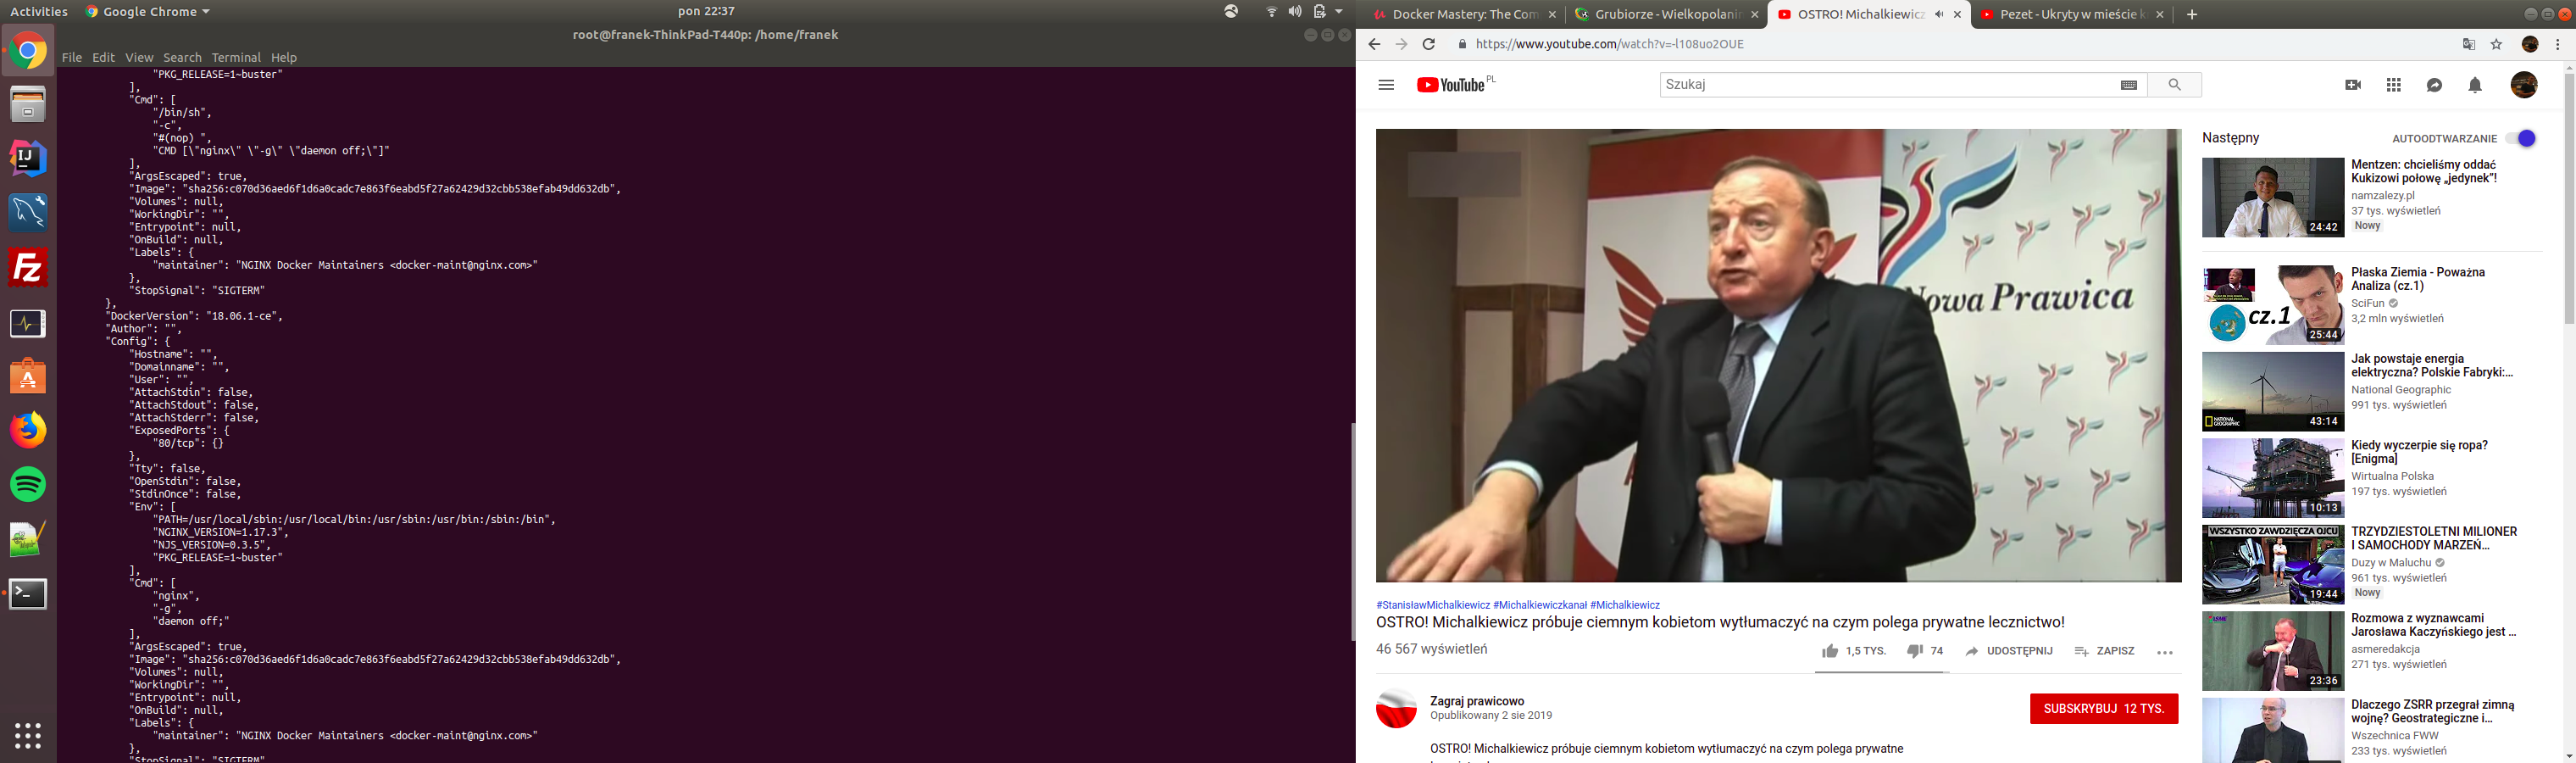 Activities
Google Chrome
pon 22:37
root@franek-ThinkPad-T440p: /home/franek
File Edit View Search Terminal Help
"PKG_RELEASE=1~buster"
],
"Cmd": [
"/bin/sh",
"-c",
"#(nop) ",
"CMD [\"nginx\" \"-g\" \"daemon off;\"]"
],
"ArgsEscaped": true,
"Image": "sha256:c070d36aed6f1d6a0cadc7e863f6eabd5f27a62429d32cbb538efab49dd632db",
"Volumes": null,
"WorkingDir": "",
"Entrypoint": null,
"OnBuild": null,
"Labels": {
"maintainer": "NGINX Docker Maintainers <docker-maint@nginx.com>"
},
"StopSignal": "SIGTERM"
},
"DockerVersion": "18.06.1-ce",
"Author": "",
"Config": {
"Hostname": "",
"Domainname": "",
"User": "",
"AttachStdin": false,
"AttachStdout": false,
"AttachStderr": false,
"ExposedPorts": {
"80/tcp": {}
},
"Tty": false,
"OpenStdin": false,
"StdinOnce": false,
"Env": [
"PATH=/usr/local/sbin:/usr/local/bin:/usr/sbin:/usr/bin:/sbin:/bin",
"NGINX_VERSION=1.17.3",
"NJS_VERSION=0.3.5",
"PKG_RELEASE=1~buster"
],
"Cmd": [
"nginx",
"-g",
"daemon off;"
],
"ArgsEscaped": true,
"Image": "sha256:c070d36aed6f1d6a0cadc7e863f6eabd5f27a62429d32cbb538efab49dd632db",
"Volumes": null,
"WorkingDir": "",
"Entrypoint": null,
"OnBuild": null,
"Labels": {
"maintainer": "NGINX Docker Maintainers <docker-maint@nginx.com>"
},
"StopSignal": "SIGTERM"
Docker Mastery: The Com
Grubiorze - Wielkopolanin
OSTRO! Michalkiewicz
Pezet - Ukryty w mieście k
https://www.youtube.com/watch?v=-l108uo2OUE
YouTube PL
Szukaj
Nowa Prawica
#StanisławMichalkiewicz #Michalkiewiczkanał #Michalkiewicz
OSTRO! Michalkiewicz próbuje ciemnym kobietom wytłumaczyć na czym polega prywatne lecznictwo!
46 567 wyświetleń
1,5 TYS.
74
UDOSTĘPNIJ
ZAPISZ
Zagraj prawicowo
Opublikowany 2 sie 2019
SUBSKRYBUJ 12 TYS.
OSTRO! Michalkiewicz próbuje ciemnym kobietom wytłumaczyć na czym polega prywatne
Następny
AUTOODTWARZANIE
Mentzen: chcieliśmy oddać
Kukizowi połowę „jedynek"!
namzalezy.pl
37 tys. wyświetleń
Nowy
24:42
Płaska Ziemia - Poważna
Analiza (cz.1)
SciFun
3,2 mln wyświetleń
cz.1
25:44
Jak powstaje energia
elektryczna? Polskie Fabryki:...
National Geographic
991 tys. wyświetleń
NATIONAL GEOGRAPHIC
43:14
Kiedy wyczerpie się ropa?
[Enigma]
Wirtualna Polska
197 tys. wyświetleń
10:13
WSZYSTKO ZAWDZIĘCZA OJCU
TRZYDZIESTOLETNI MILIONER
I SAMOCHODY MARZEŃ...
Duzy w Maluchu
961 tys. wyświetleń
Nowy
19:44
Rozmowa z wyznawcami
Jarosława Kaczyńskiego jest ...
asmeredakcja
271 tys. wyświetleń
23:36
Dlaczego ZSRR przegrał zimną
wojnę? Geostrategiczne i...
Wszechnica FWW
233 tys. wyświetleń